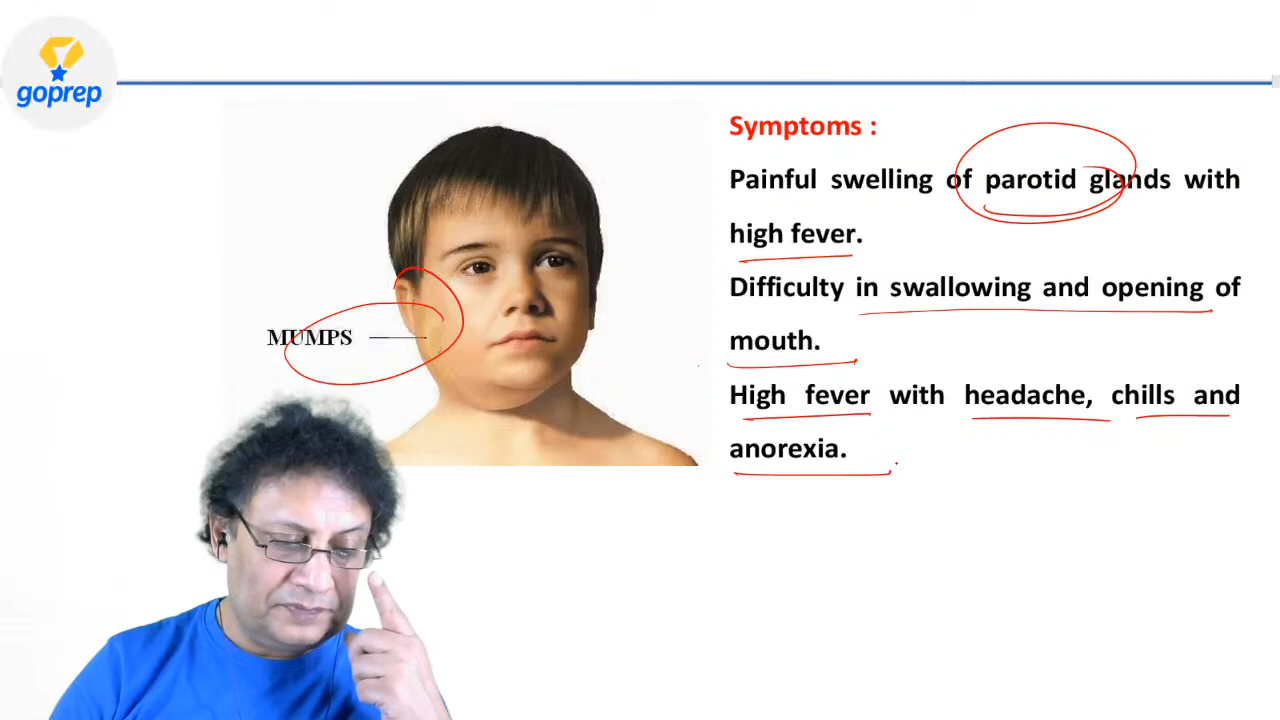 goprep
Symptoms :
Painful swelling of parotid glands with
high fever.
Difficulty in swallowing and opening of
mouth.
High fever with headache, chills and
anorexia.
MUMPS